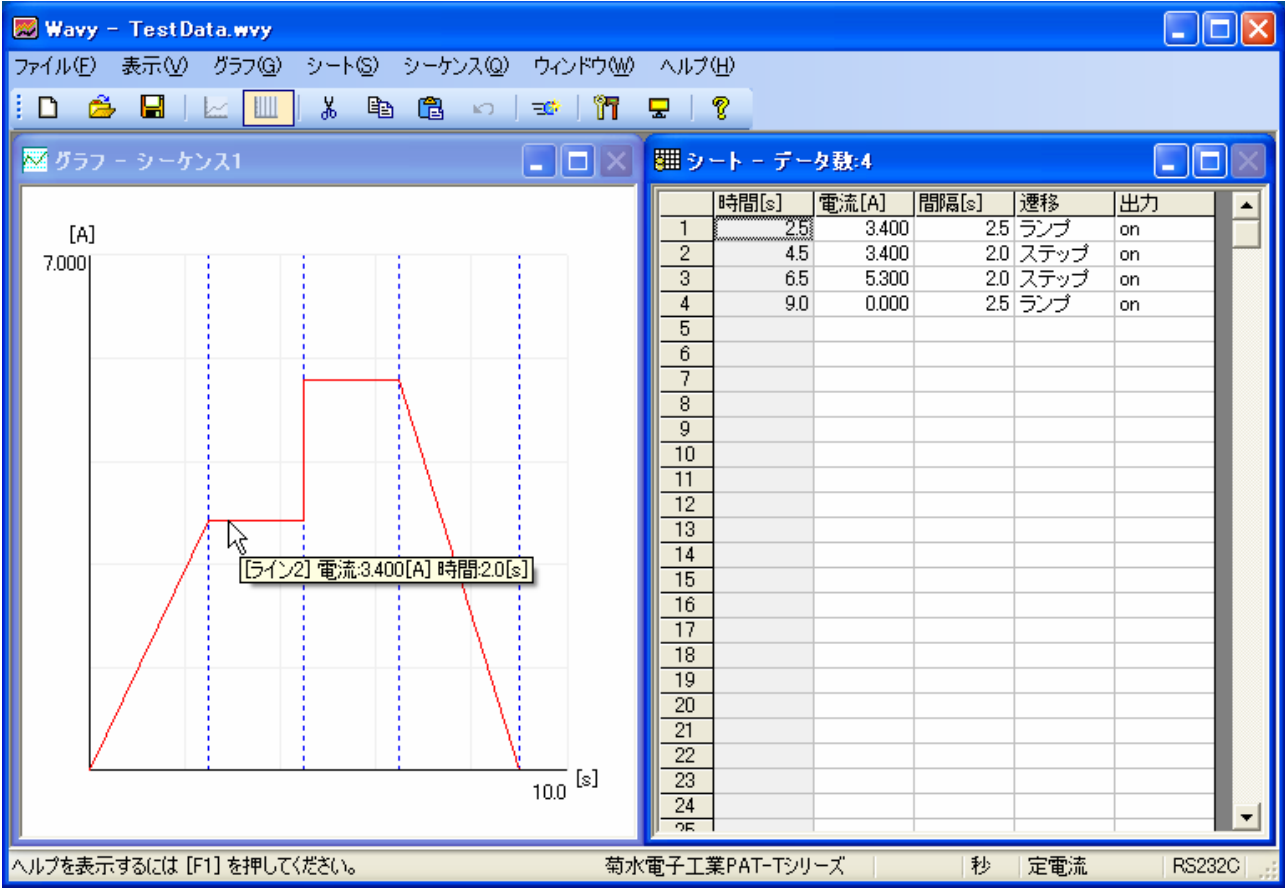 Wavy - TestData.wvy
ファイル(F) 表示(V) グラフ(G) シート(S) シーケンス(Q) ウィンドウ(W) ヘルプ(H)
グラフ - シーケンス1
[A]
7.000
[ライン2] 電流:3.400[A] 時間:2.0[s]
10.0 [s]
シート - データ数:4
時間[s] 電流[A] 間隔[s] 遷移 出力
1 2.5 3.400 2.5 ランプ on
2 4.5 3.400 2.0 ステップ on
3 6.5 5.300 2.0 ステップ on
4 9.0 0.000 2.5 ランプ on
5
6
7
8
9
10
11
12
13
14
15
16
17
18
19
20
21
22
23
24
25
ヘルプを表示するには [F1] を押してください。 菊水電子工業PAT-Tシリーズ 秒 定電流 RS232C